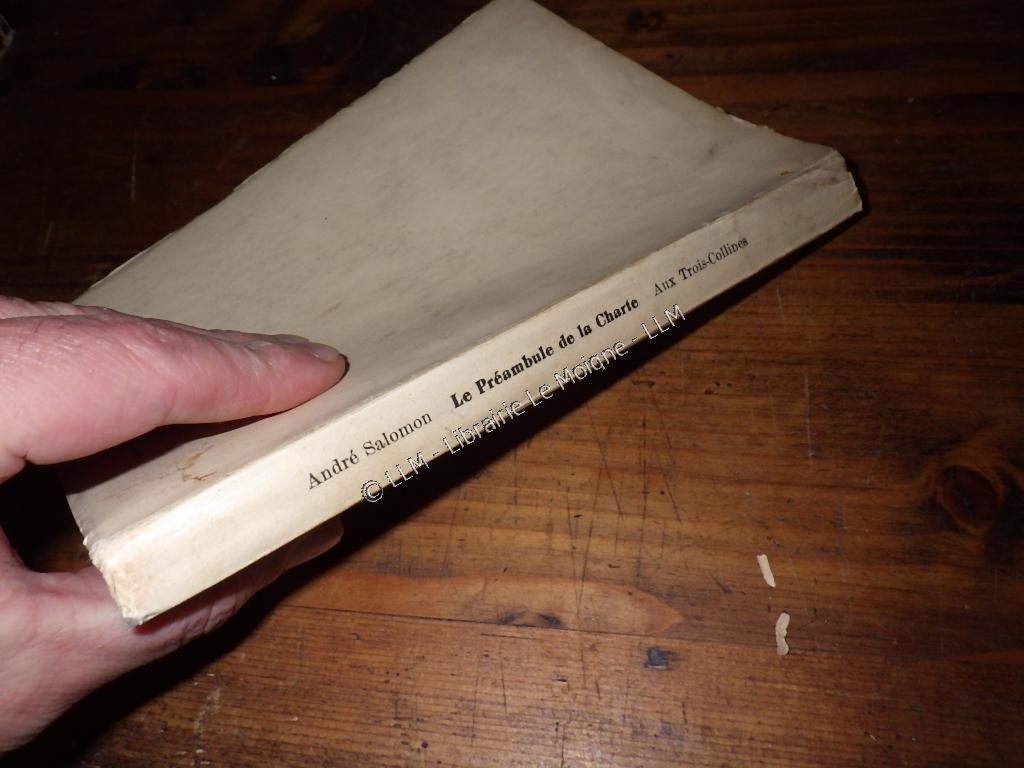 André Salomon Le Préambule de la Charte Aux Trois-Collines
© LLM - Librairie Le Moigne - LLM